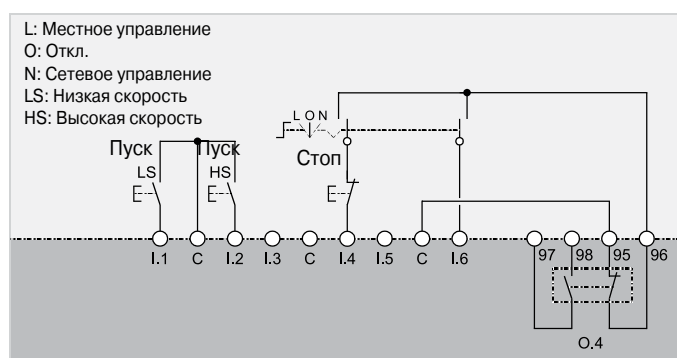 L: Местное управление
O: Откл.
N: Сетевое управление
LS: Низкая скорость
HS: Высокая скорость
L O N
Пуск Пуск Стоп
LS HS
I.1 C I.2 I.3 C I.4 I.5 C I.6 97 98 95 96
O.4